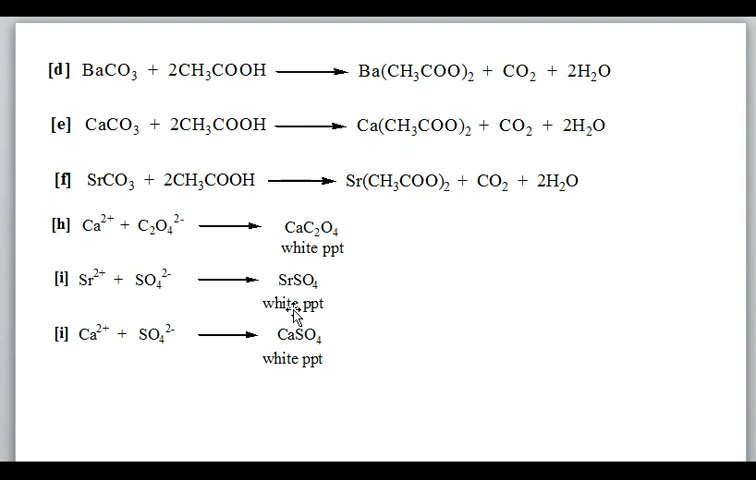 [d] BaCO₃ + 2CH₃COOH ⟶ Ba(CH₃COO)₂ + CO₂ + 2H₂O
[e] CaCO₃ + 2CH₃COOH ⟶ Ca(CH₃COO)₂ + CO₂ + 2H₂O
[f] SrCO₃ + 2CH₃COOH ⟶ Sr(CH₃COO)₂ + CO₂ + 2H₂O
[h] Ca²⁺ + C₂O₄²⁻ ⟶ CaC₂O₄
white ppt
[i] Sr²⁺ + SO₄²⁻ ⟶ SrSO₄
white ppt
[i] Ca²⁺ + SO₄²⁻ ⟶ CaSO₄
white ppt